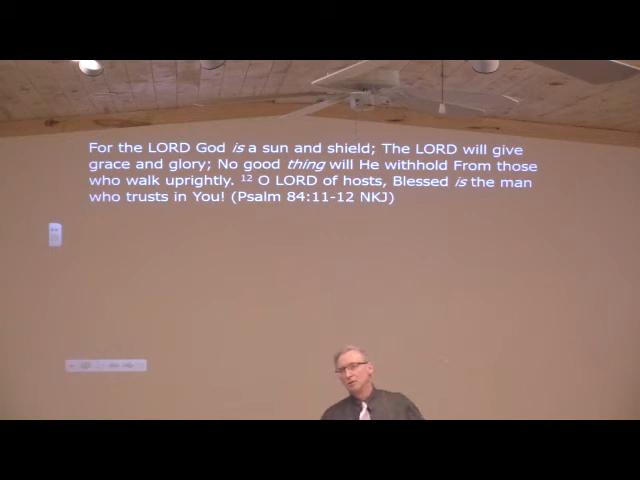 For the LORD God is a sun and shield; The LORD will give
grace and glory; No good thing will He withhold From those
who walk uprightly. 12 O LORD of hosts, Blessed is the man
who trusts in You! (Psalm 84:11-12 NKJ)